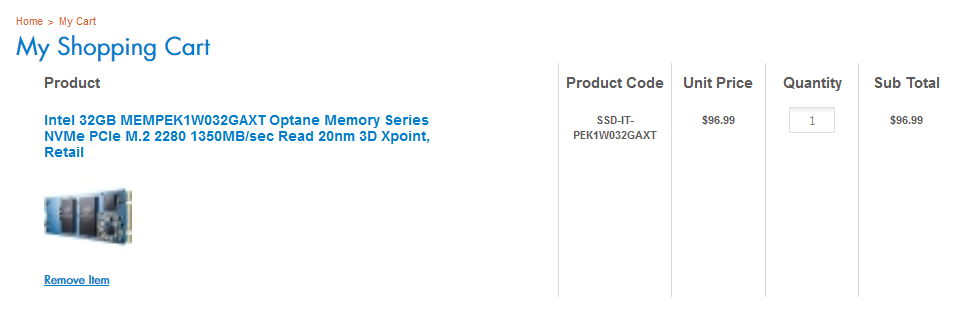 Home > My Cart
My Shopping Cart
Product Product Code Unit Price Quantity Sub Total
Intel 32GB MEMPEK1W032GAXT Optane Memory Series
NVMe PCIe M.2 2280 1350MB/sec Read 20nm 3D Xpoint,
Retail
SSD-IT-
PEK1W032GAXT
$96.99
1
$96.99
Remove Item